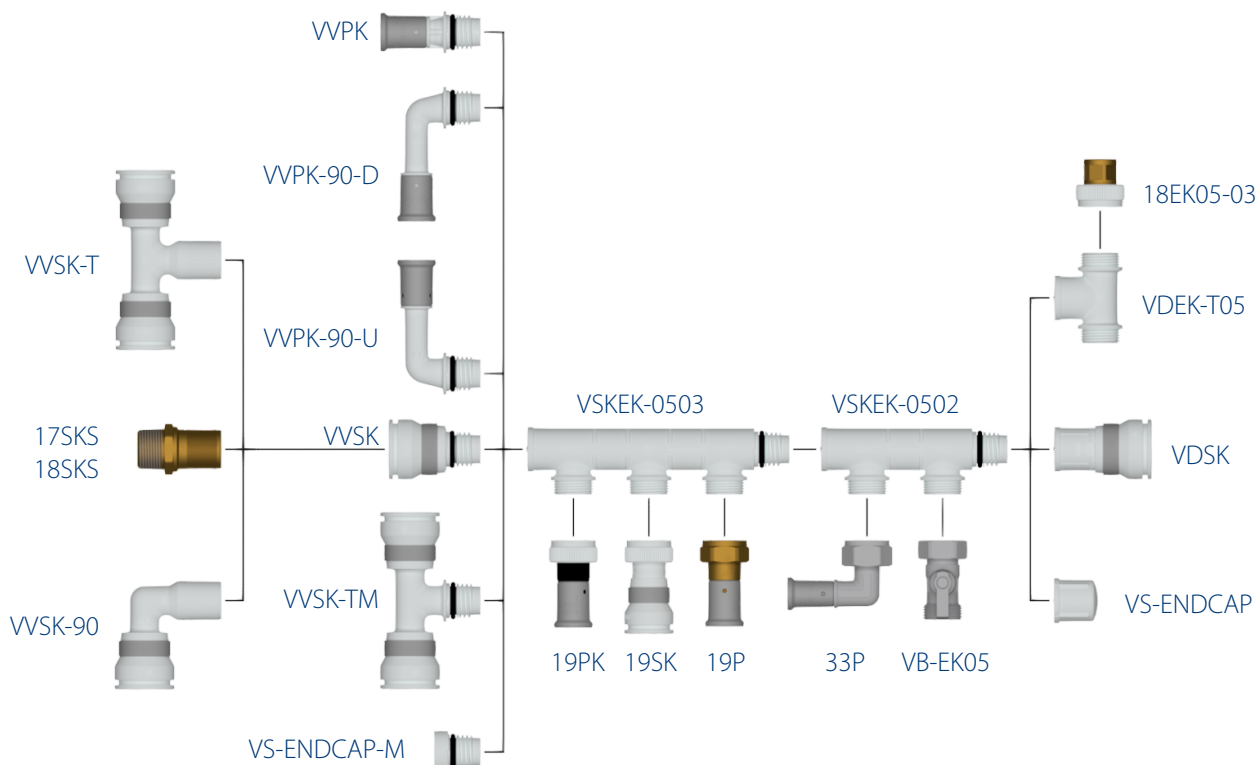 VVPK
VVPK-90-D
18EK05-03
VVSK-T
VDEK-T05
VVPK-90-U
VSKEK-0503
VSKEK-0502
17SKS
18SKS
VVSK
VDSK
VVSK-TM
VS-ENDCAP
VVSK-90
19PK
19SK
19P
33P
VB-EK05
VS-ENDCAP-M